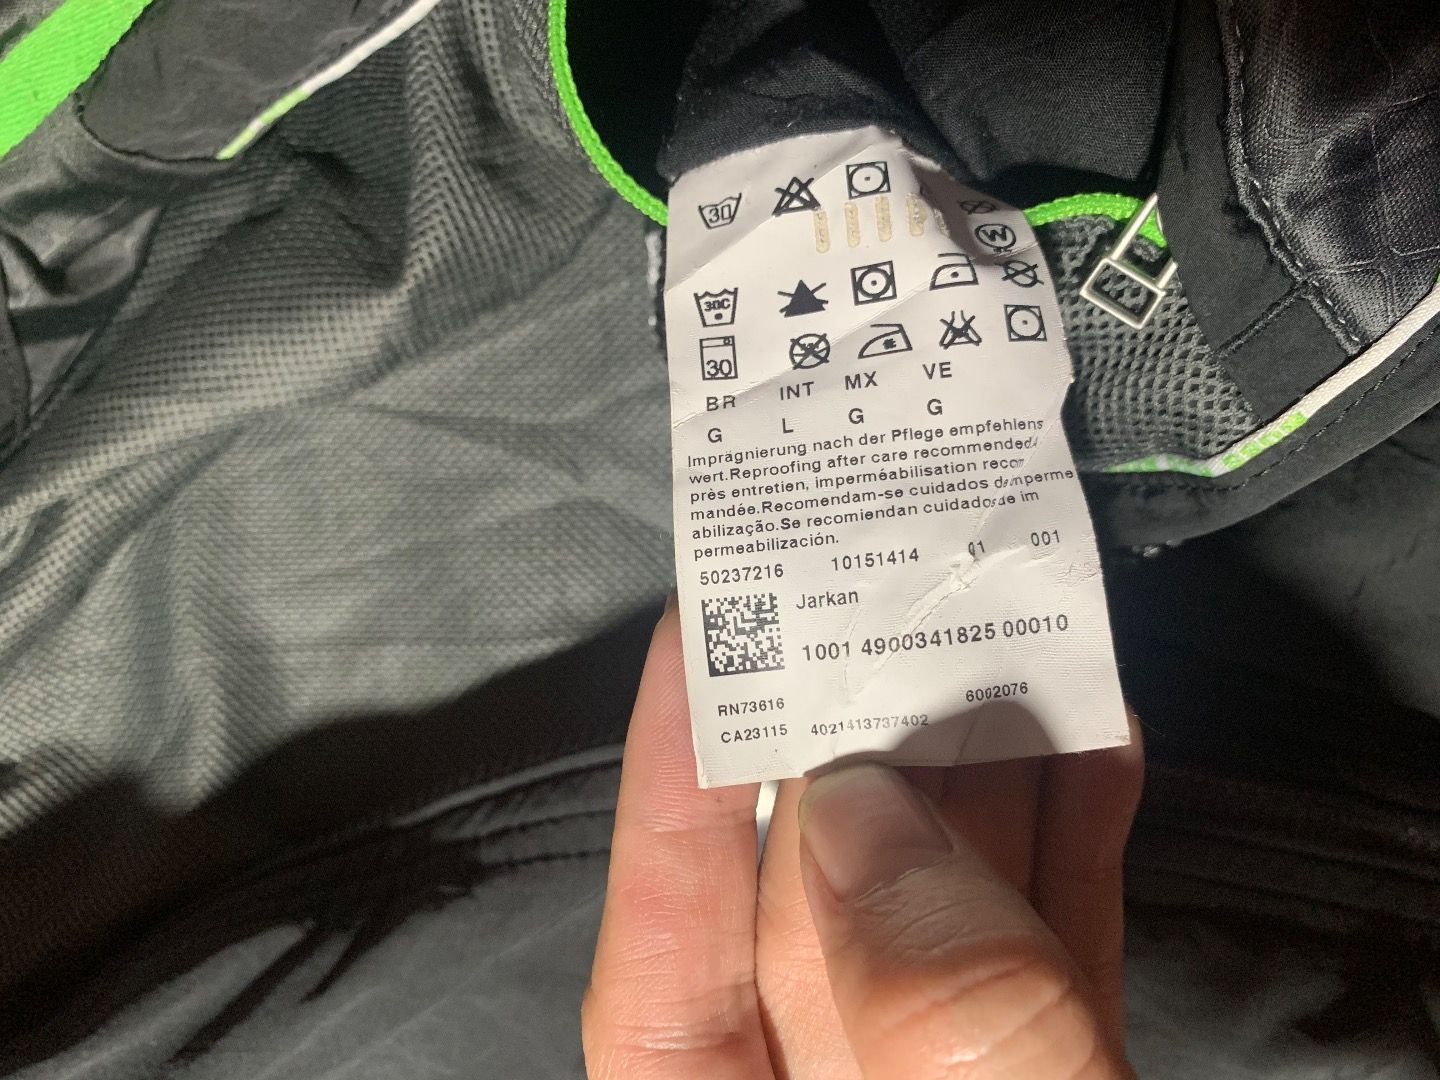 30
W
30C
30
BR INT MX VE
G L G G
Imprägnierung nach der Pflege empfehlens
wert.Reproofing after care recommended/
près entretien, imperméabilisation recom
mandée.Recomendam-se cuidados de imperme
abilização.Se recomiendan cuidados de im
permeabilización.
50237216 10151414 01 001
Jarkan
1001 4900341825 00010
RN73616 6002076
CA23115 4021413737402